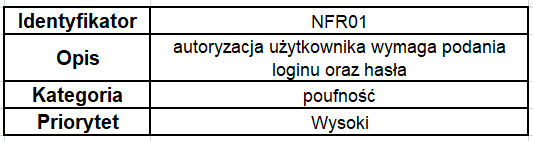 Identyfikator NFR01
Opis autoryzacja użytkownika wymaga podania
loginu oraz hasła
Kategoria poufność
Priorytet Wysoki